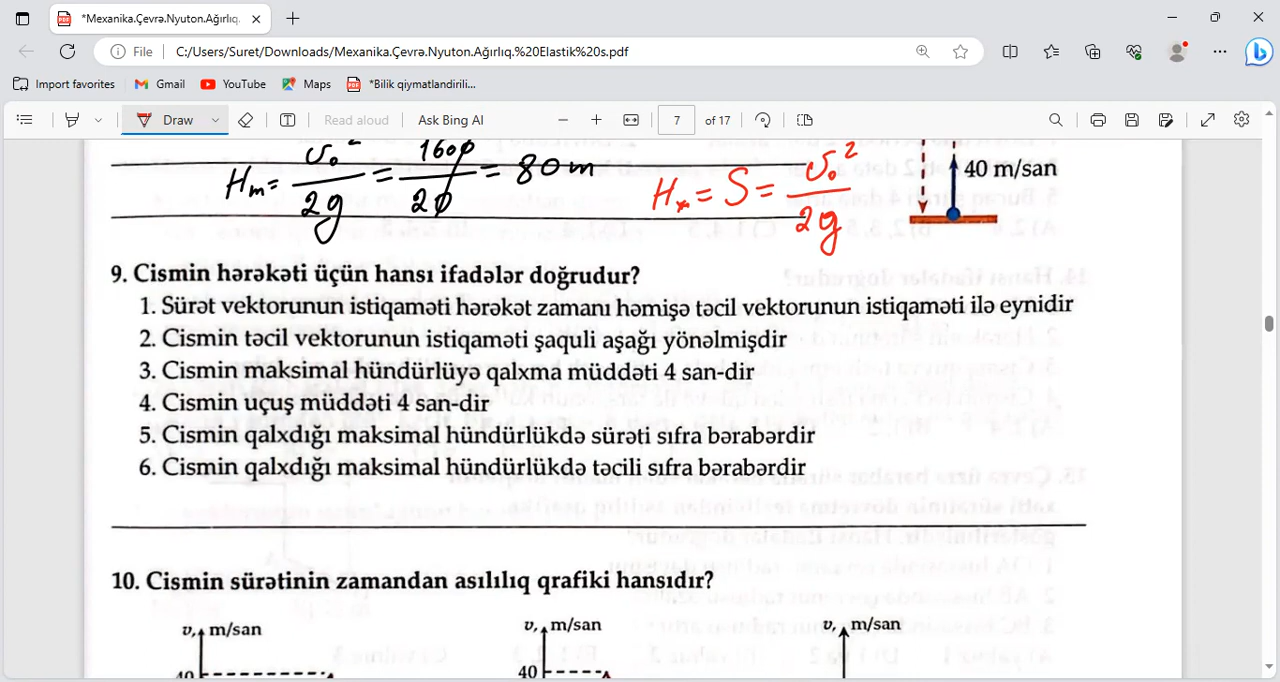 *Mexanika.Çevrə.Nyuton.Ağırlıq.
File C:/Users/Suret/Downloads/Mexanika.Çevrə.Nyuton.Ağırlıq.%20Elastik%20s.pdf
Import favorites Gmail YouTube Maps *Bilik qiymatlandirili...
Draw Read aloud Ask Bing AI 7 of 17
Hm = v₀²/2g = 1600/20 = 80m
Hm = S = v₀²/2g
40 m/san
9. Cismin hərəkəti üçün hansı ifadələr doğrudur?
1. Sürət vektorunun istiqaməti hərəkət zamanı həmişə təcil vektorunun istiqaməti ilə eynidir
2. Cismin təcil vektorunun istiqaməti şaquli aşağı yönəlmişdir
3. Cismin maksimal hündürlüyə qalxma müddəti 4 san-dir
4. Cismin uçuş müddəti 4 san-dir
5. Cismin qalxdığı maksimal hündürlükdə sürəti sıfra bərabərdir
6. Cismin qalxdığı maksimal hündürlükdə təcili sıfra bərabərdir
10. Cismin sürətinin zamandan asılılıq qrafiki hansıdır?
υ, m/san υ, m/san υ, m/san
40 40